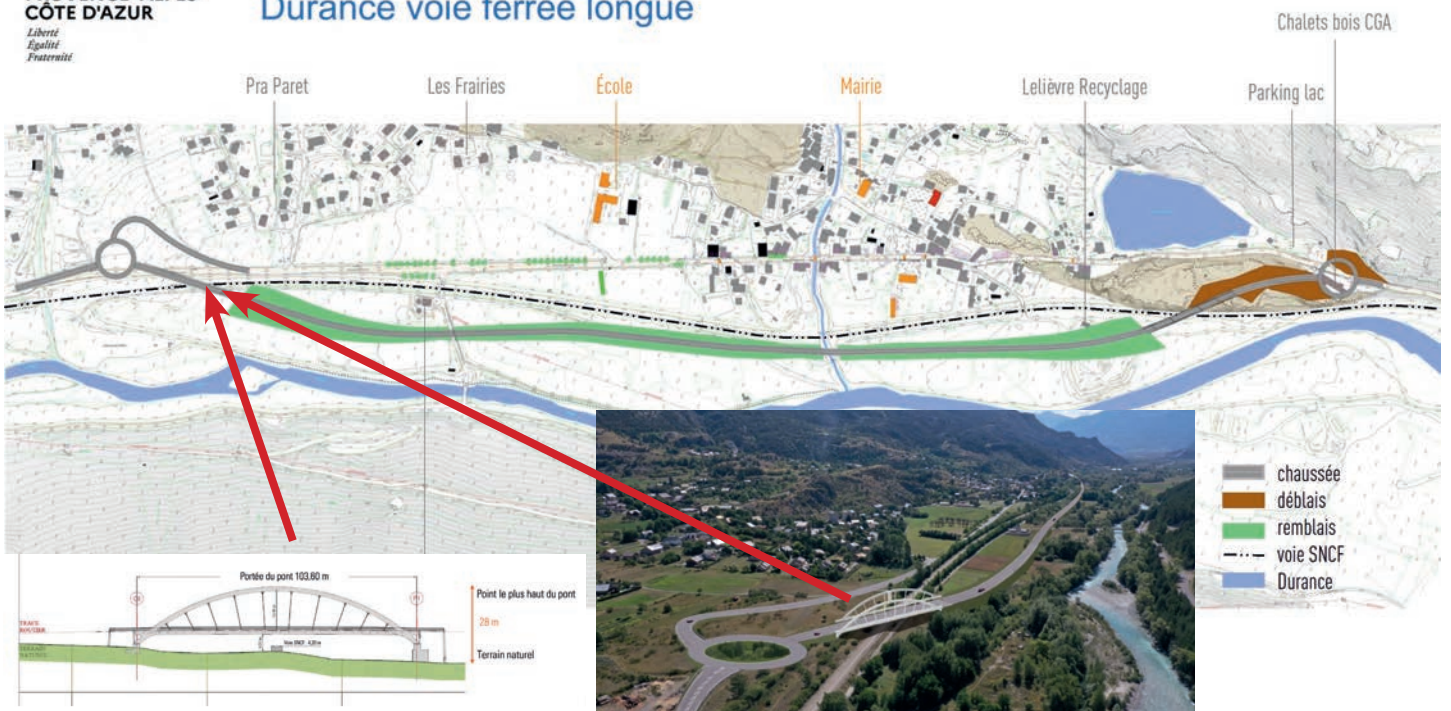 CÔTE D'AZUR
Liberté
Égalité
Fraternité
Durance voie ferrée longue
Chalets bois CGA
Pra Paret
Les Frairies
École
Mairie
Lelièvre Recyclage
Parking lac
chaussée
déblais
remblais
voie SNCF
Durance
Portée du pont 103,60 m
Point le plus haut du pont
28 m
Terrain naturel